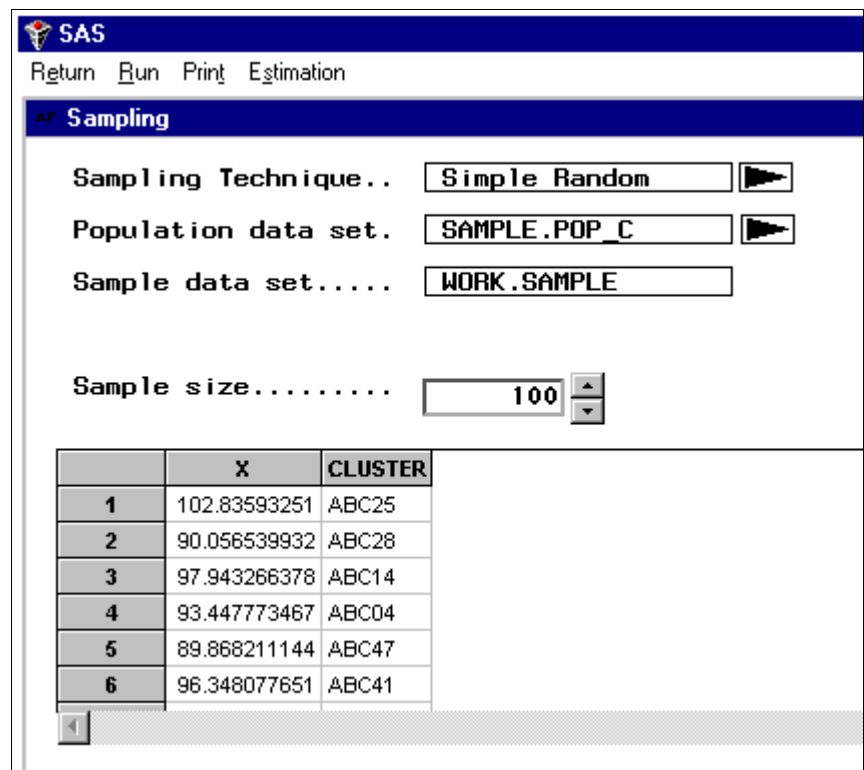 SAS
Return Run Print Estimation
Sampling
Sampling Technique.. Simple Random
Population data set. SAMPLE.POP_C
Sample data set..... WORK.SAMPLE
Sample size......... 100
X CLUSTER
1 102.83593251 ABC25
2 90.056539932 ABC28
3 97.943266378 ABC14
4 93.447773467 ABC04
5 89.868211144 ABC47
6 96.348077651 ABC41